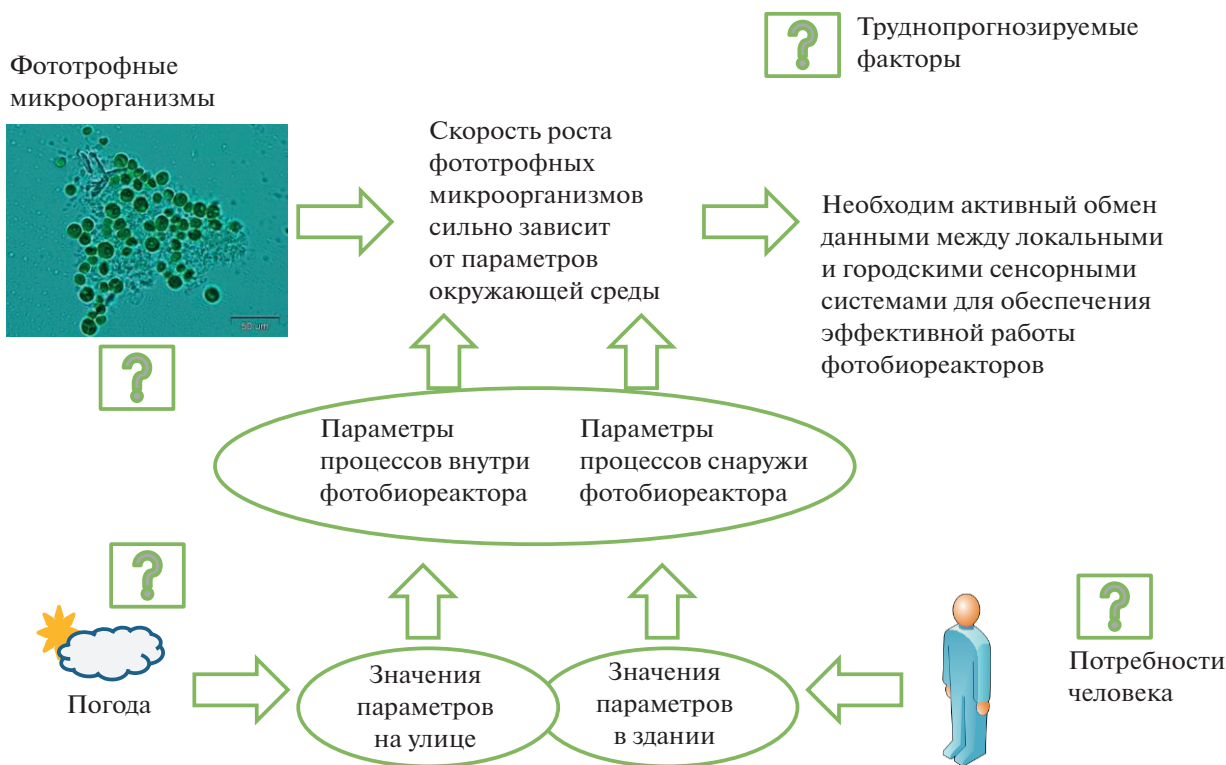 Труднопрогнозируемые
факторы
Фототрофные
микроорганизмы
50 um
Скорость роста
фототрофных
микроорганизмов
сильно зависит
от параметров
окружающей среды
Необходим активный обмен
данными между локальными
и городскими сенсорными
системами для обеспечения
эффективной работы
фотобиореакторов
Параметры
процессов внутри
фотобиореактора
Параметры
процессов снаружи
фотобиореактора
Погода
Значения
параметров
на улице
Значения
параметров
в здании
Потребности
человека